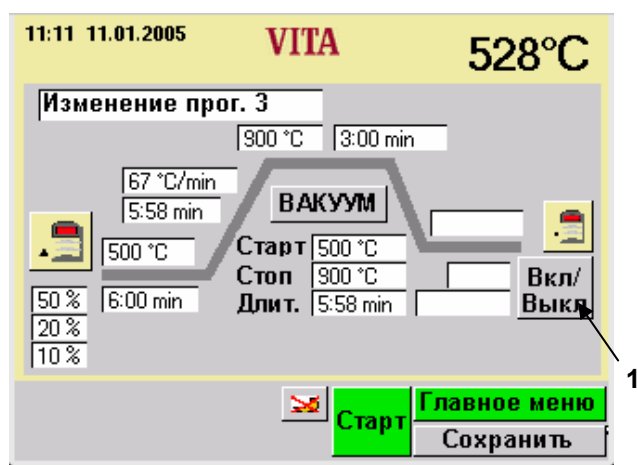 11:11 11.01.2005
VITA
528°C
Изменение прог. 3
900 °C
3:00 min
67 °C/min
5:58 min
ВАКУУМ
500 °C
Старт 500 °C
Стоп 900 °C
Длит. 5:58 min
Вкл/
Выкл
6:00 min
50 %
20 %
10 %
1
Старт
Главное меню
Сохранить